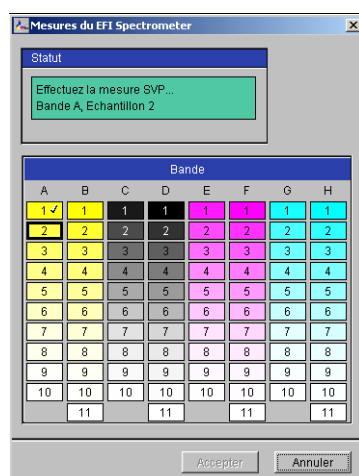 Mesures du EFI Spectrometer
Statut
Effectuez la mesure SVP...
Bande A, Echantillon 2
Bande
A B C D E F G H
1 ✓ 1 1 1 1 1 1 1
2 2 2 2 2 2 2 2
3 3 3 3 3 3 3 3
4 4 4 4 4 4 4 4
5 5 5 5 5 5 5 5
6 6 6 6 6 6 6 6
7 7 7 7 7 7 7 7
8 8 8 8 8 8 8 8
9 9 9 9 9 9 9 9
10 10 10 10 10 10 10 10
11 11 11 11
Accepter Annuler